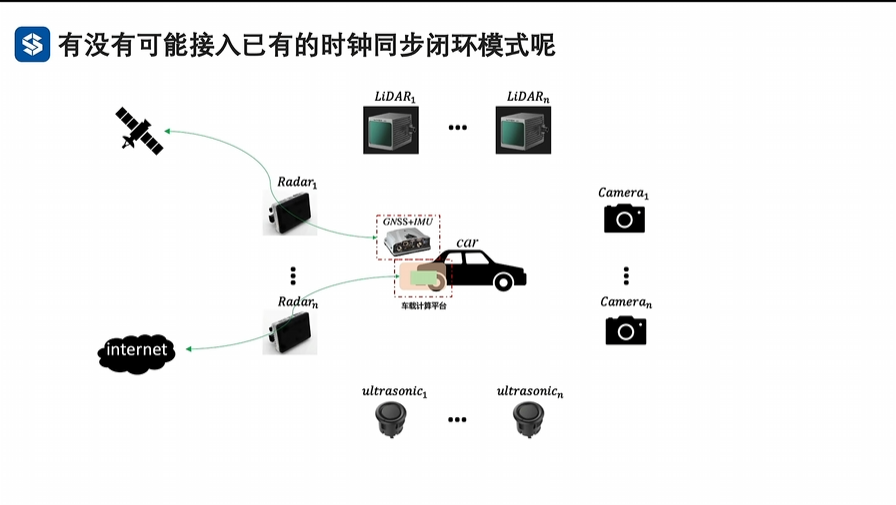 有没有可能接入已有的时钟同步闭环模式呢
LiDAR₁
LiDARₙ
Radar₁
Camera₁
GNSS+IMU
car
Radarₙ
Cameraₙ
车载计算平台
internet
ultrasonic₁
ultrasonicₙ